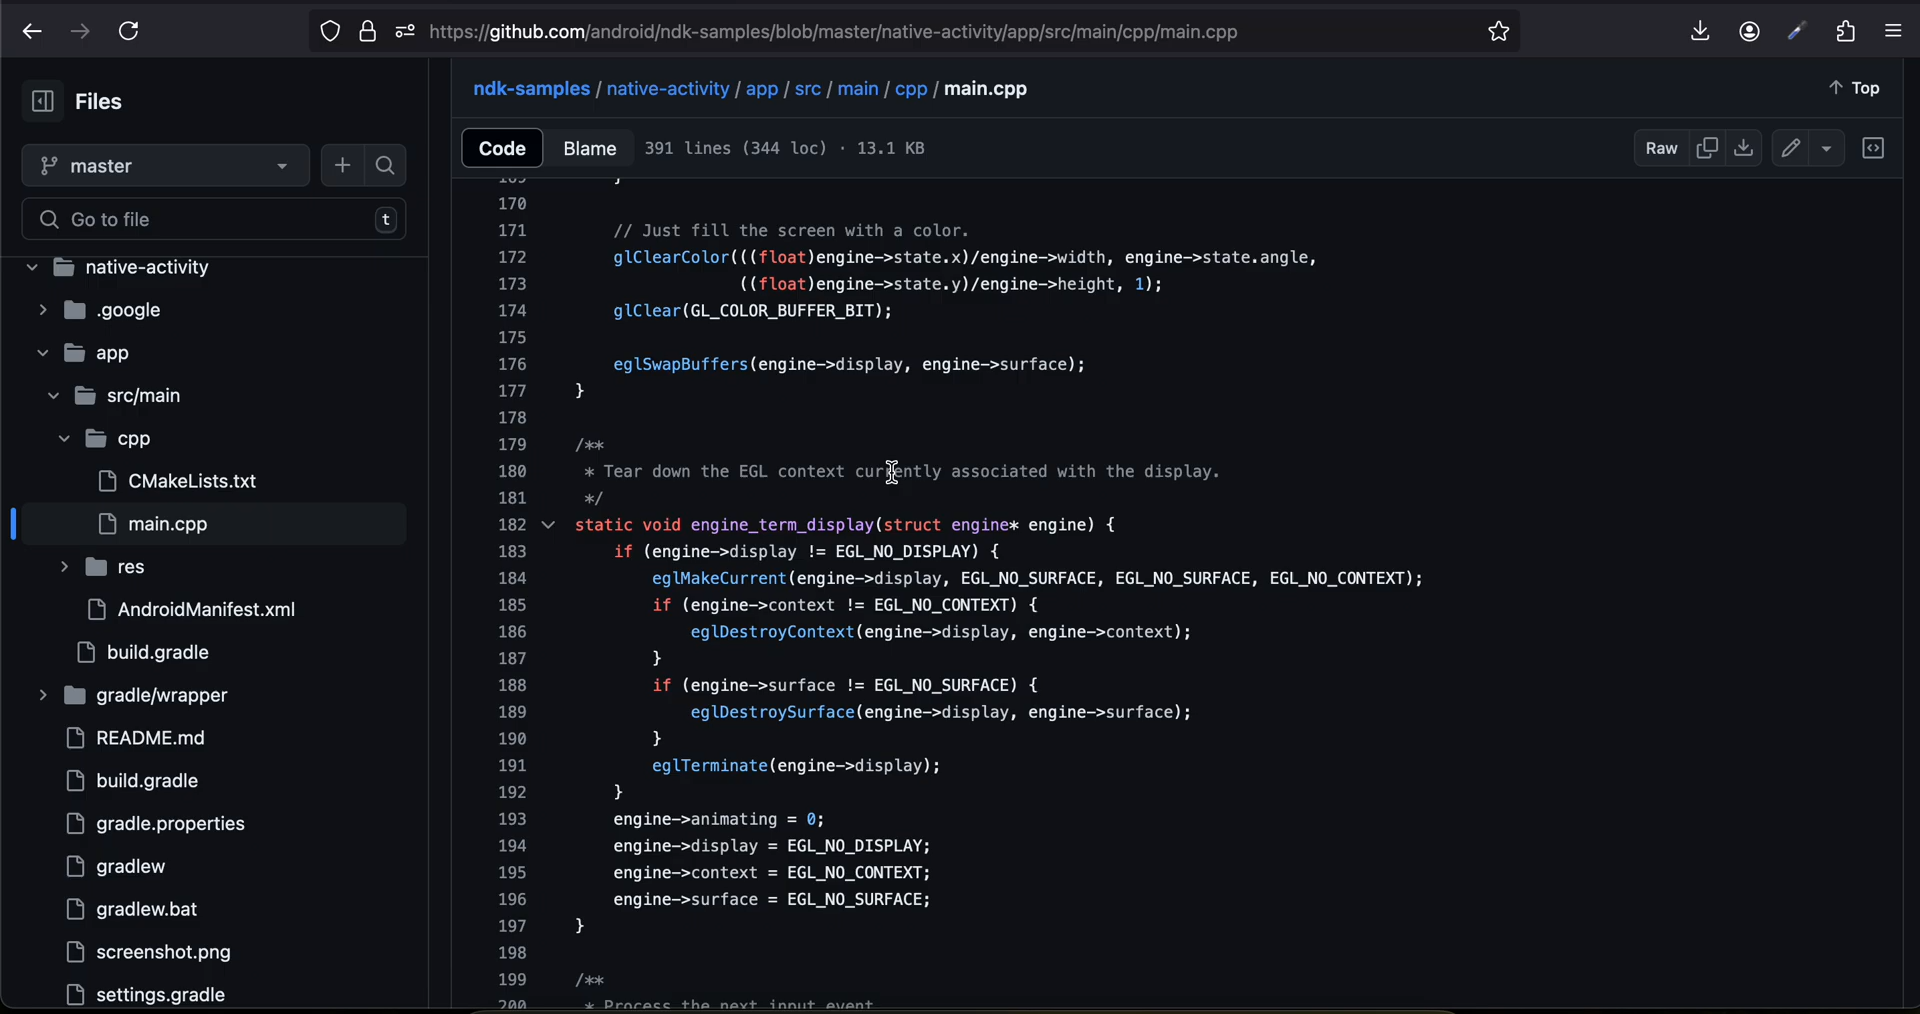 https://github.com/android/ndk-samples/blob/master/native-activity/app/src/main/cpp/main.cpp
Files
master
Go to file
t
native-activity
.google
app
src/main
cpp
CMakeLists.txt
main.cpp
res
AndroidManifest.xml
build.gradle
gradle/wrapper
README.md
build.gradle
gradle.properties
gradlew
gradlew.bat
screenshot.png
settings.gradle
ndk-samples / native-activity / app / src / main / cpp / main.cpp
Top
Code Blame 391 lines (344 loc) · 13.1 KB
Raw
169 }
170
171 // Just fill the screen with a color.
172 glClearColor(((float)engine->state.x)/engine->width, engine->state.angle,
173 ((float)engine->state.y)/engine->height, 1);
174 glClear(GL_COLOR_BUFFER_BIT);
175
176 eglSwapBuffers(engine->display, engine->surface);
177 }
178
179 /**
180 * Tear down the EGL context currently associated with the display.
181 */
182 static void engine_term_display(struct engine* engine) {
183 if (engine->display != EGL_NO_DISPLAY) {
184 eglMakeCurrent(engine->display, EGL_NO_SURFACE, EGL_NO_SURFACE, EGL_NO_CONTEXT);
185 if (engine->context != EGL_NO_CONTEXT) {
186 eglDestroyContext(engine->display, engine->context);
187 }
188 if (engine->surface != EGL_NO_SURFACE) {
189 eglDestroySurface(engine->display, engine->surface);
190 }
191 eglTerminate(engine->display);
192 }
193 engine->animating = 0;
194 engine->display = EGL_NO_DISPLAY;
195 engine->context = EGL_NO_CONTEXT;
196 engine->surface = EGL_NO_SURFACE;
197 }
198
199 /**
200 * Process the next input event